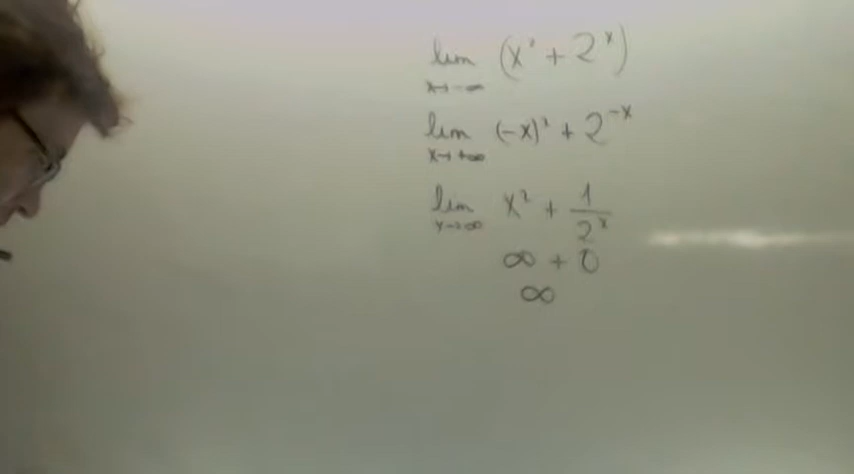 lim (x² + 2ˣ)
x→-∞
lim (-x)² + 2⁻ˣ
x→+∞
lim x² + 1/2ˣ
x→∞
∞ + 0
∞